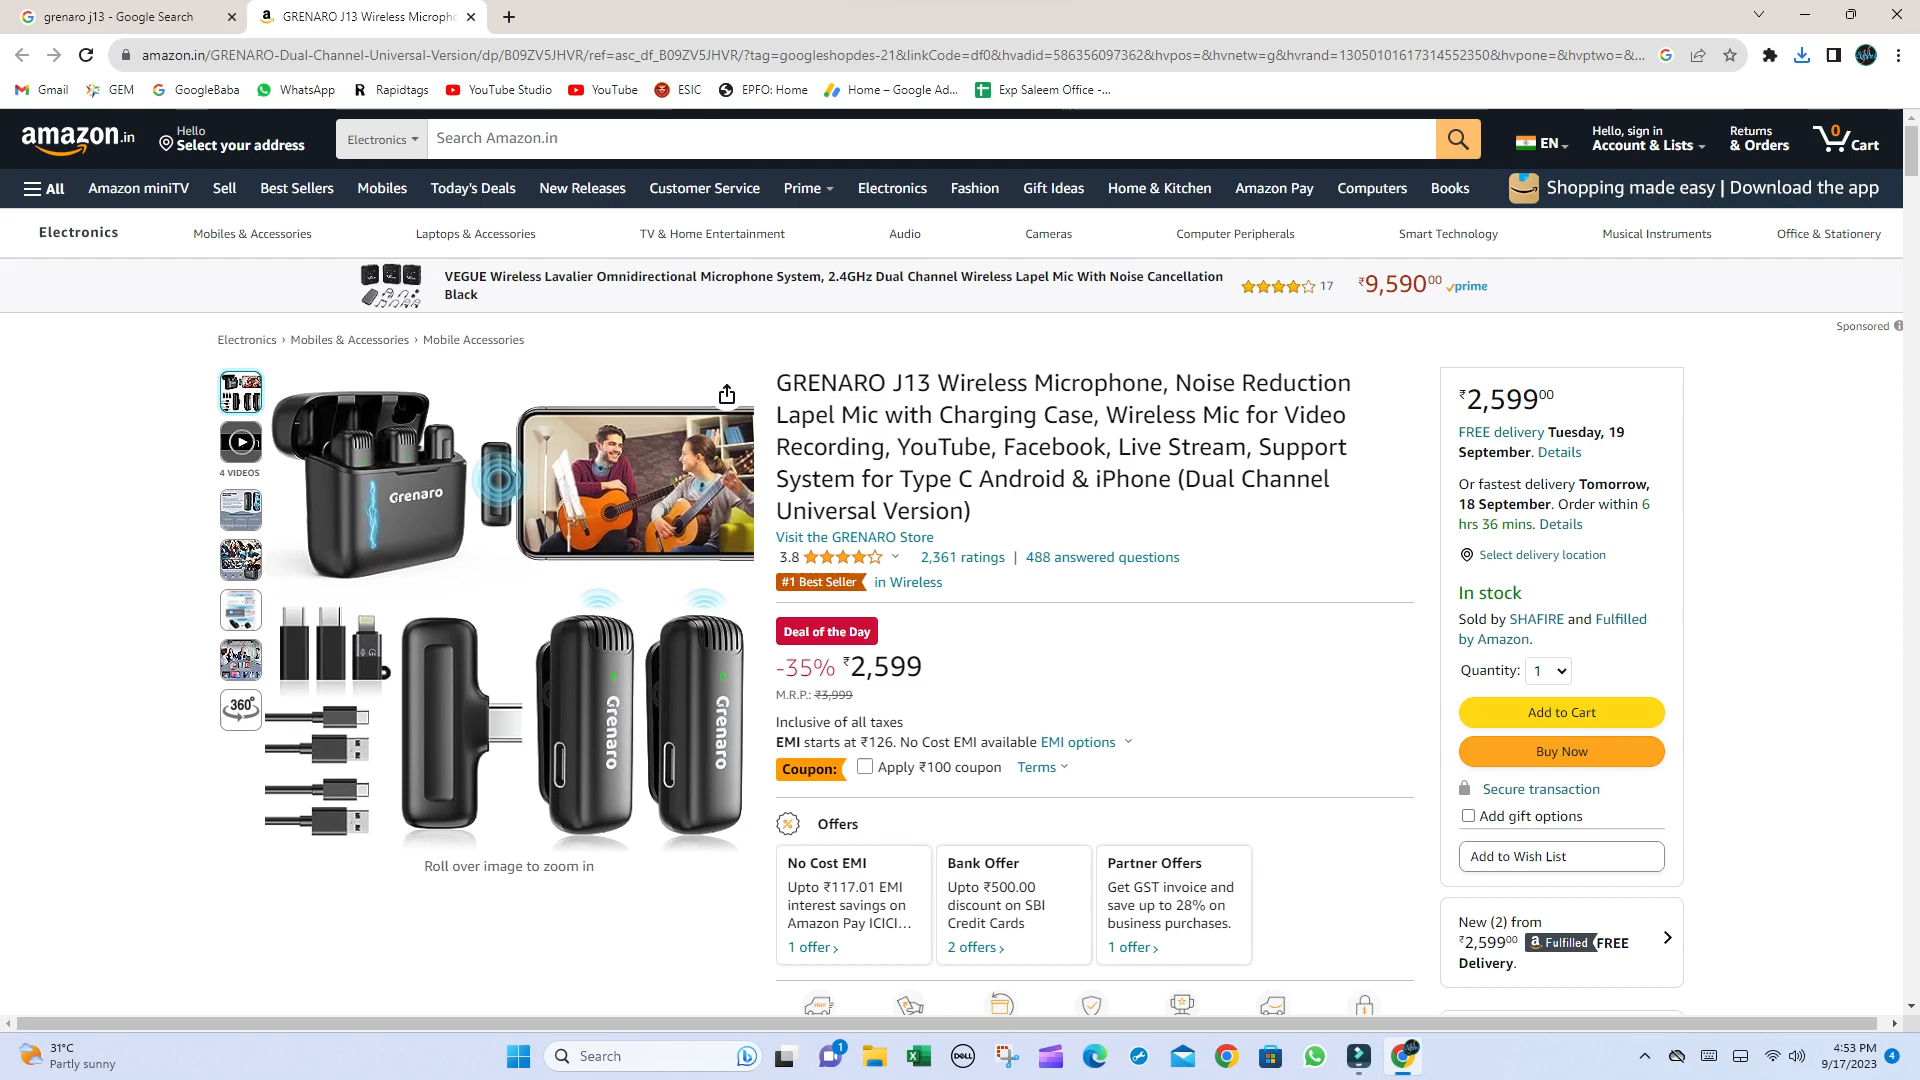 grenaro j13 - Google Search
GRENARO J13 Wireless Micropho
amazon.in/GRENARO-Dual-Channel-Universal-Version/dp/B09ZV5JHVR/ref=asc_df_B09ZV5JHVR/?tag=googleshopdes-21&linkCode=df0&hvadid=586356097362&hvpos=&hvnetw=g&hvrand=13050101617314552350&hvpone=&hvptwo=&...
Gmail GEM GoogleBaba WhatsApp Rapidtags YouTube Studio YouTube ESIC EPFO: Home Home – Google Ad... Exp Saleem Office -...
amazon.in
Hello
Select your address
Electronics
Search Amazon.in
EN
Hello, sign in
Account & Lists
Returns
& Orders
0
Cart
All Amazon miniTV Sell Best Sellers Mobiles Today's Deals New Releases Customer Service Prime Electronics Fashion Gift Ideas Home & Kitchen Amazon Pay Computers Books Shopping made easy | Download the app
Electronics Mobiles & Accessories Laptops & Accessories TV & Home Entertainment Audio Cameras Computer Peripherals Smart Technology Musical Instruments Office & Stationery
VEGUE Wireless Lavalier Omnidirectional Microphone System, 2.4GHz Dual Channel Wireless Lapel Mic With Noise Cancellation
Black
17
₹9,590⁰⁰ prime
Sponsored
Electronics › Mobiles & Accessories › Mobile Accessories
4 VIDEOS
360°
Grenaro
Grenaro
Grenaro
Roll over image to zoom in
GRENARO J13 Wireless Microphone, Noise Reduction
Lapel Mic with Charging Case, Wireless Mic for Video
Recording, YouTube, Facebook, Live Stream, Support
System for Type C Android & iPhone (Dual Channel
Universal Version)
Visit the GRENARO Store
3.8 2,361 ratings | 488 answered questions
#1 Best Seller in Wireless
Deal of the Day
-35% ₹2,599
M.R.P.: ₹3,999
Inclusive of all taxes
EMI starts at ₹126. No Cost EMI available EMI options
Coupon: Apply ₹100 coupon Terms
Offers
No Cost EMI
Upto ₹117.01 EMI
interest savings on
Amazon Pay ICICI...
1 offer ›
Bank Offer
Upto ₹500.00
discount on SBI
Credit Cards
2 offers ›
Partner Offers
Get GST invoice and
save up to 28% on
business purchases.
1 offer ›
FREE
₹2,599⁰⁰
FREE delivery Tuesday, 19
September. Details
Or fastest delivery Tomorrow,
18 September. Order within 6
hrs 36 mins. Details
Select delivery location
In stock
Sold by SHAFIRE and Fulfilled
by Amazon.
Quantity: 1
Add to Cart
Buy Now
Secure transaction
Add gift options
Add to Wish List
New (2) from
₹2,599⁰⁰ a Fulfilled FREE
Delivery.
31°C
Partly sunny
Search
1
DELL
4:53 PM
9/17/2023
4